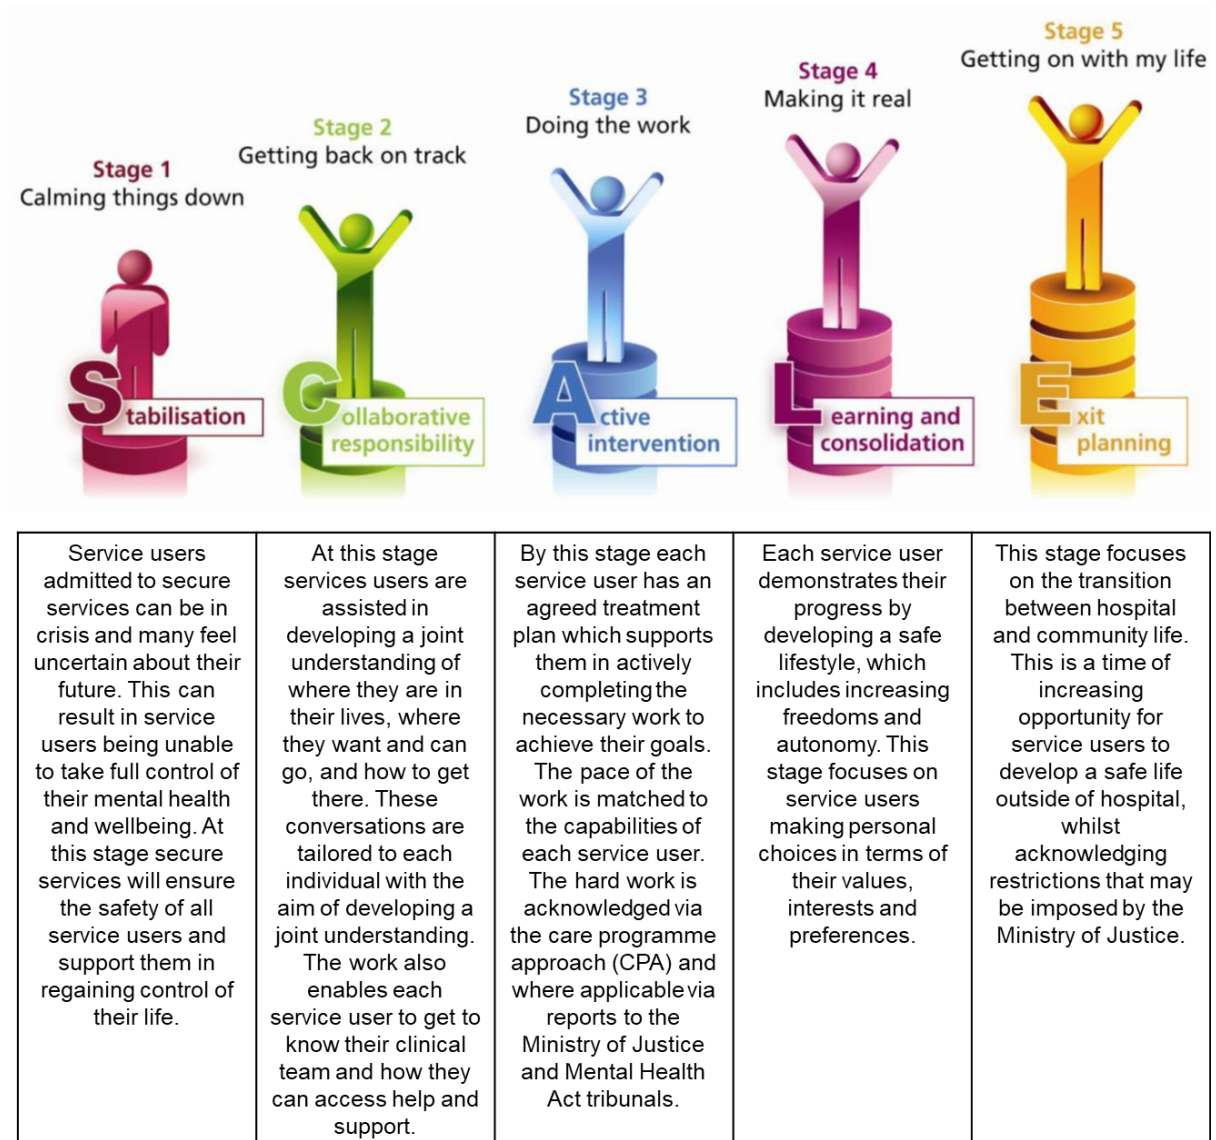 Stage 1
Calming things down
Stage 2
Getting back on track
Stage 3
Doing the work
Stage 4
Making it real
Stage 5
Getting on with my life
Stabilisation
Collaborative
responsibility
Active
intervention
Learning and
consolidation
Exit
planning
Service users
admitted to secure
services can be in
crisis and many feel
uncertain about their
future. This can
result in service
users being unable
to take full control of
their mental health
and wellbeing. At
this stage secure
services will ensure
the safety of all
service users and
support them in
regaining control of
their life.
At this stage
services users are
assisted in
developing a joint
understanding of
where they are in
their lives, where
they want and can
go, and how to get
there. These
conversations are
tailored to each
individual with the
aim of developing a
joint understanding.
The work also
enables each
service user to get to
know their clinical
team and how they
can access help and
support.
By this stage each
service user has an
agreed treatment
plan which supports
them in actively
completing the
necessary work to
achieve their goals.
The pace of the
work is matched to
the capabilities of
each service user.
The hard work is
acknowledged via
the care programme
approach (CPA) and
where applicable via
reports to the
Ministry of Justice
and Mental Health
Act tribunals.
Each service user
demonstrates their
progress by
developing a safe
lifestyle, which
includes increasing
freedoms and
autonomy. This
stage focuses on
service users
making personal
choices in terms of
their values,
interests and
preferences.
This stage focuses
on the transition
between hospital
and community life.
This is a time of
increasing
opportunity for
service users to
develop a safe life
outside of hospital,
whilst
acknowledging
restrictions that may
be imposed by the
Ministry of Justice.